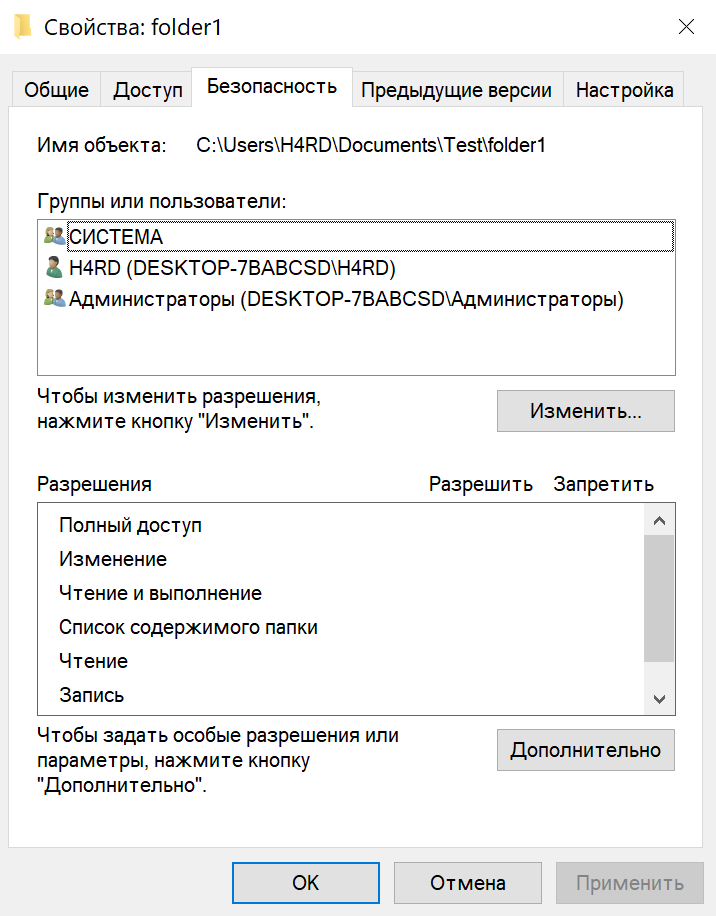 Свойства: folder1
Общие Доступ Безопасность Предыдущие версии Настройка
Имя объекта: C:\Users\H4RD\Documents\Test\folder1
Группы или пользователи:
СИСТЕМА
H4RD (DESKTOP-7BABCSD\H4RD)
Администраторы (DESKTOP-7BABCSD\Администраторы)
Чтобы изменить разрешения,
нажмите кнопку "Изменить".
Изменить...
Разрешения Разрешить Запретить
Полный доступ
Изменение
Чтение и выполнение
Список содержимого папки
Чтение
Запись
Чтобы задать особые разрешения или
параметры, нажмите кнопку
"Дополнительно".
Дополнительно
OK Отмена Применить